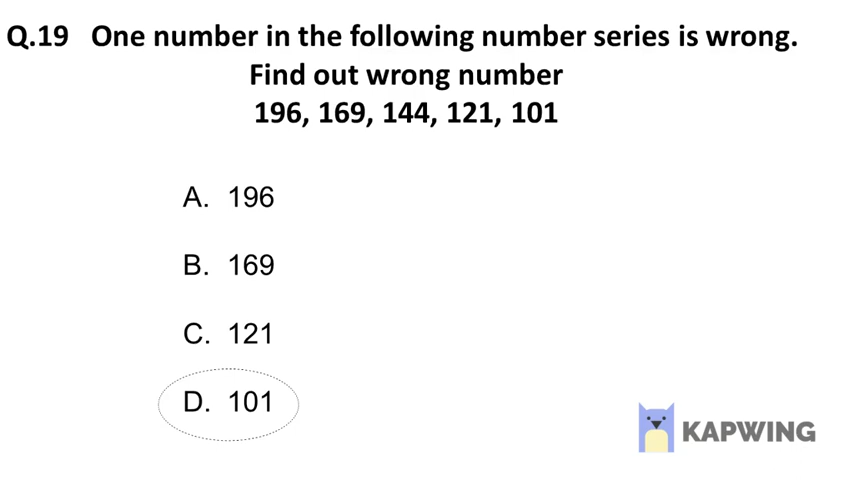 Q.19 One number in the following number series is wrong.
Find out wrong number
196, 169, 144, 121, 101
A. 196
B. 169
C. 121
D. 101
KAPWING